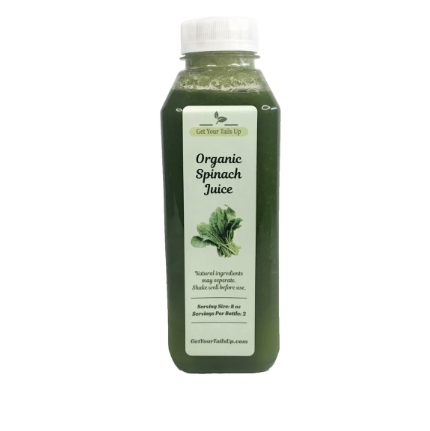 Get Your Tails Up
Organic
Spinach
Juice
Natural ingredients
may seperate.
Shake well before use.
Serving Size: 8 oz
Servings Per Bottle: 2
GetYourTailsUp.com